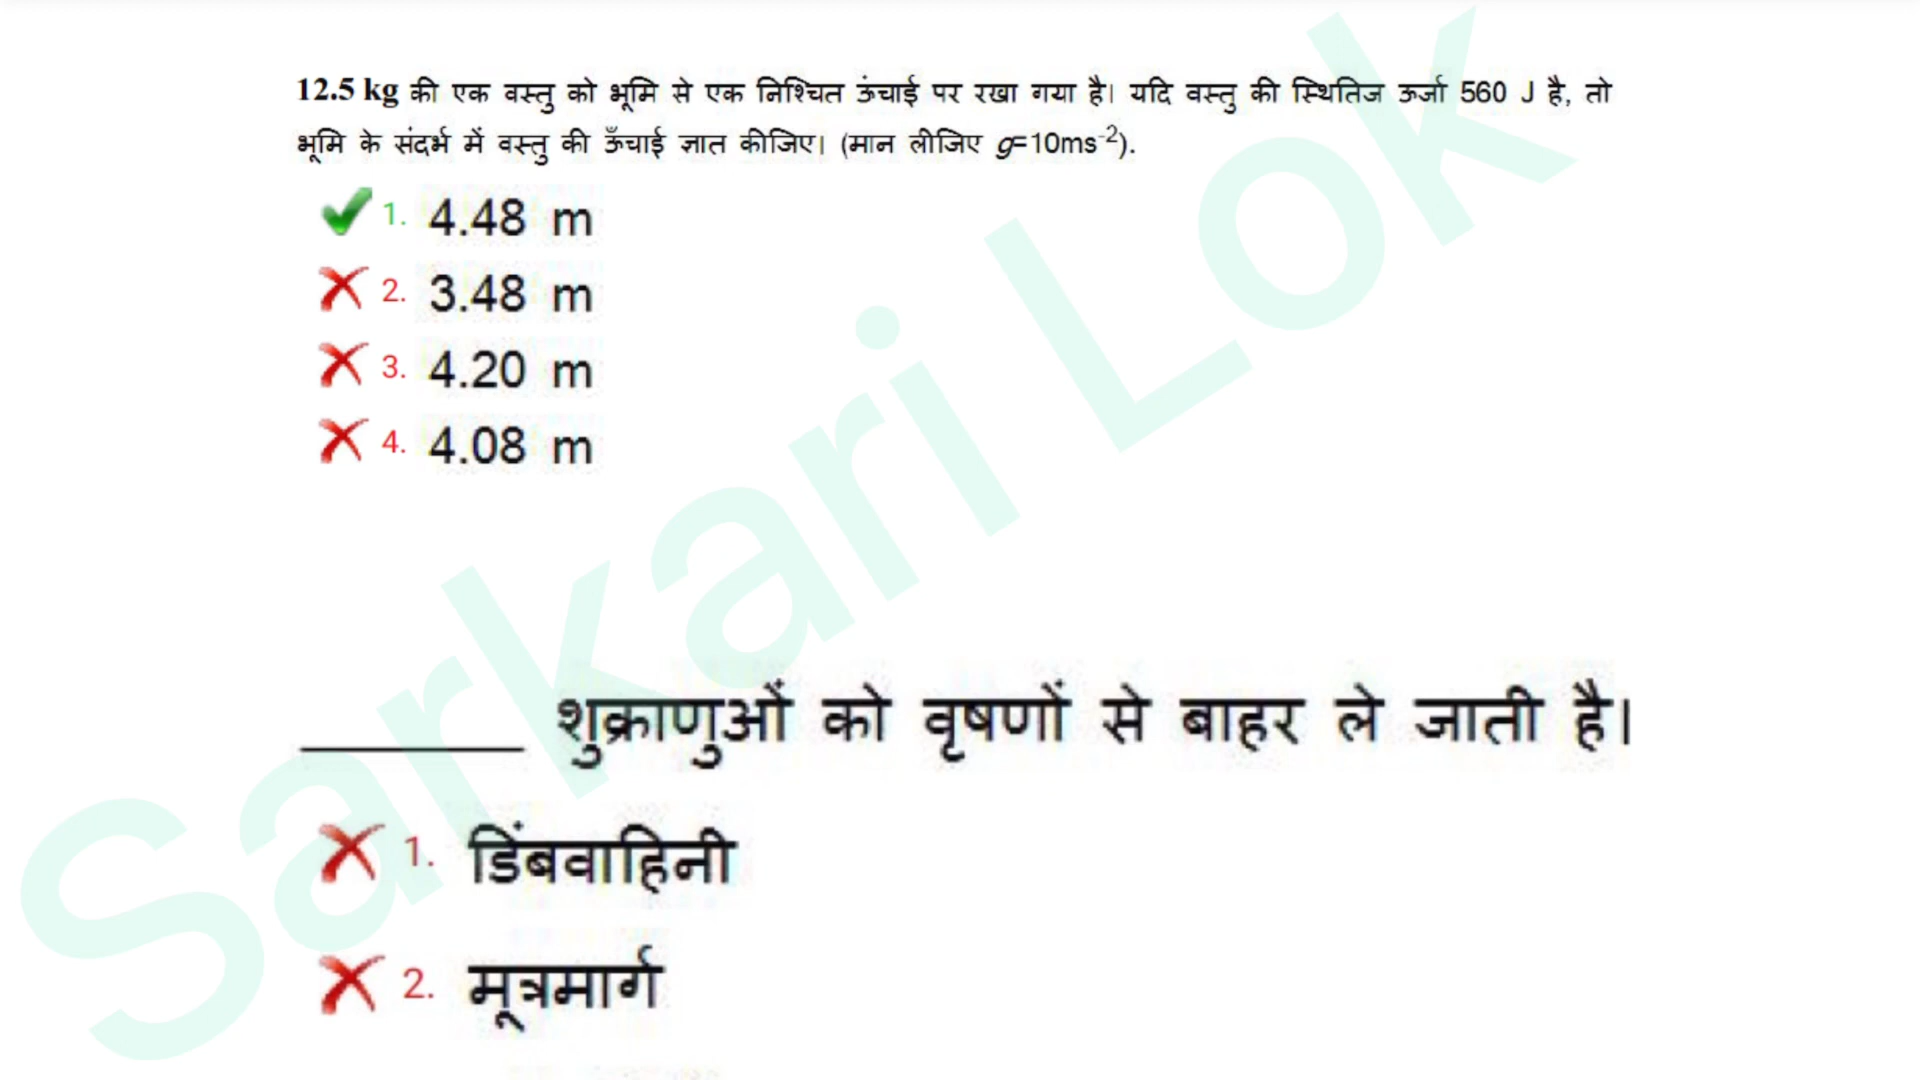 12.5 kg की एक वस्तु को भूमि से एक निश्चित ऊंचाई पर रखा गया है। यदि वस्तु की स्थितिज ऊर्जा 560 J है, तो
भूमि के संदर्भ में वस्तु की ऊँचाई ज्ञात कीजिए। (मान लीजिए g=10ms-2).
1. 4.48 m
2. 3.48 m
3. 4.20 m
4. 4.08 m
________ शुक्राणुओं को वृषणों से बाहर ले जाती है।
1. डिंबवाहिनी
2. मूत्रमार्ग
Sarkari Lok